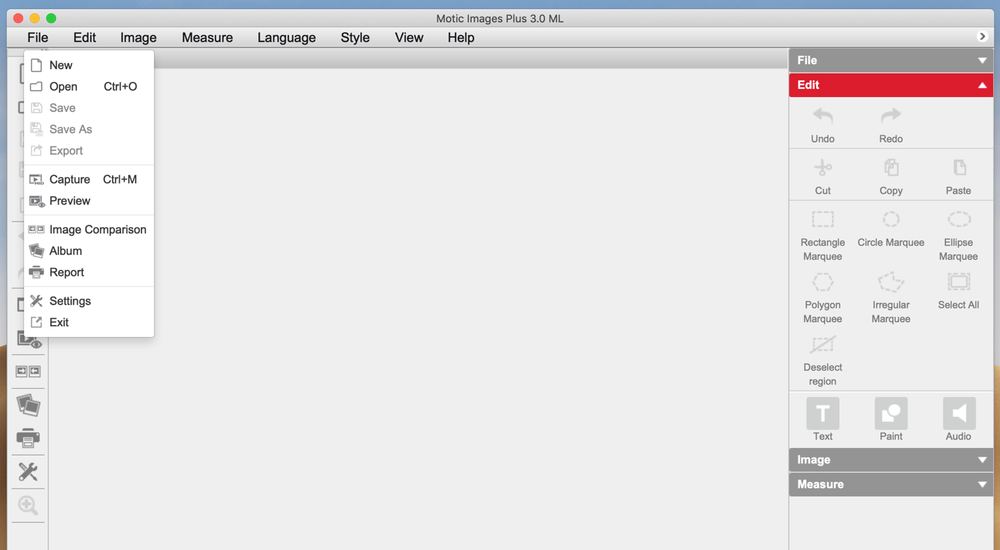 Motic Images Plus 3.0 ML
File Edit Image Measure Language Style View Help
New
Open Ctrl+O
Save
Save As
Export
Capture Ctrl+M
Preview
Image Comparison
Album
Report
Settings
Exit
File
Edit
Undo Redo
Cut Copy Paste
Rectangle Marquee
Circle Marquee
Ellipse Marquee
Polygon Marquee
Irregular Marquee
Select All
Deselect region
T
Text Paint Audio
Image
Measure